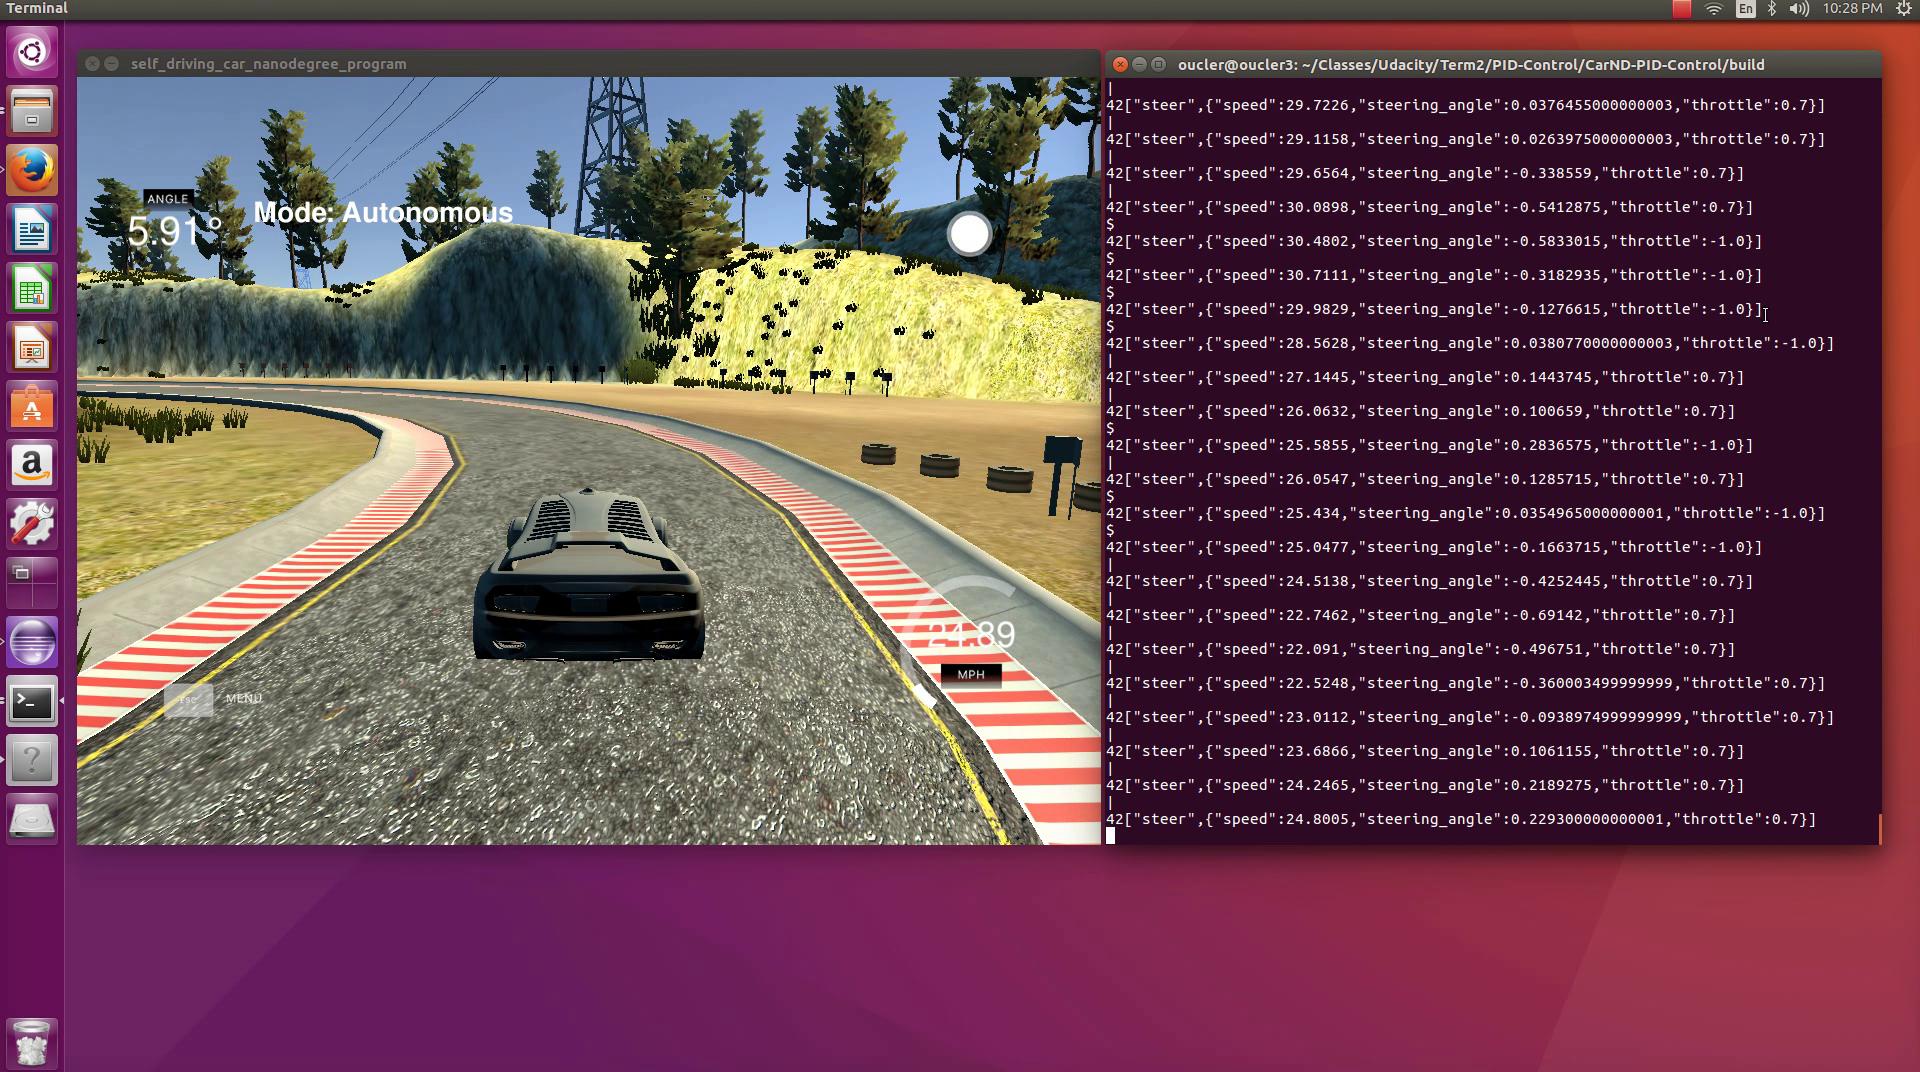 Terminal
En
10:28 PM
self_driving_car_nanodegree_program
ANGLE
5.91°
Mode: Autonomous
24.89
MPH
ESC
MENU
a
>_
?
oucler@oucler3: ~/Classes/Udacity/Term2/PID-Control/CarND-PID-Control/build
|
42["steer",{"speed":29.7226,"steering_angle":0.0376455000000003,"throttle":0.7}]
|
42["steer",{"speed":29.1158,"steering_angle":0.0263975000000003,"throttle":0.7}]
|
42["steer",{"speed":29.6564,"steering_angle":-0.338559,"throttle":0.7}]
|
42["steer",{"speed":30.0898,"steering_angle":-0.5412875,"throttle":0.7}]
$
42["steer",{"speed":30.4802,"steering_angle":-0.5833015,"throttle":-1.0}]
$
42["steer",{"speed":30.7111,"steering_angle":-0.3182935,"throttle":-1.0}]
$
42["steer",{"speed":29.9829,"steering_angle":-0.1276615,"throttle":-1.0}]
$
42["steer",{"speed":28.5628,"steering_angle":0.0380770000000003,"throttle":-1.0}]
|
42["steer",{"speed":27.1445,"steering_angle":0.1443745,"throttle":0.7}]
|
42["steer",{"speed":26.0632,"steering_angle":0.100659,"throttle":0.7}]
$
42["steer",{"speed":25.5855,"steering_angle":0.2836575,"throttle":-1.0}]
|
42["steer",{"speed":26.0547,"steering_angle":0.1285715,"throttle":0.7}]
$
42["steer",{"speed":25.434,"steering_angle":0.0354965000000001,"throttle":-1.0}]
$
42["steer",{"speed":25.0477,"steering_angle":-0.1663715,"throttle":-1.0}]
|
42["steer",{"speed":24.5138,"steering_angle":-0.4252445,"throttle":0.7}]
|
42["steer",{"speed":22.7462,"steering_angle":-0.69142,"throttle":0.7}]
|
42["steer",{"speed":22.091,"steering_angle":-0.496751,"throttle":0.7}]
|
42["steer",{"speed":22.5248,"steering_angle":-0.360003499999999,"throttle":0.7}]
|
42["steer",{"speed":23.0112,"steering_angle":-0.0938974999999999,"throttle":0.7}]
|
42["steer",{"speed":23.6866,"steering_angle":0.1061155,"throttle":0.7}]
|
42["steer",{"speed":24.2465,"steering_angle":0.2189275,"throttle":0.7}]
|
42["steer",{"speed":24.8005,"steering_angle":0.229300000000001,"throttle":0.7}]